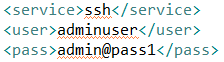 <service>ssh</service>
<user>adminuser</user>
<pass>admin@pass1</pass>